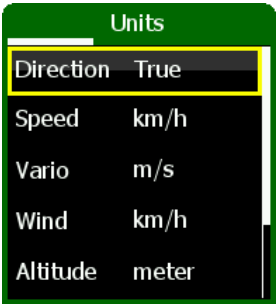 Units
Direction True
Speed km/h
Vario m/s
Wind km/h
Altitude meter